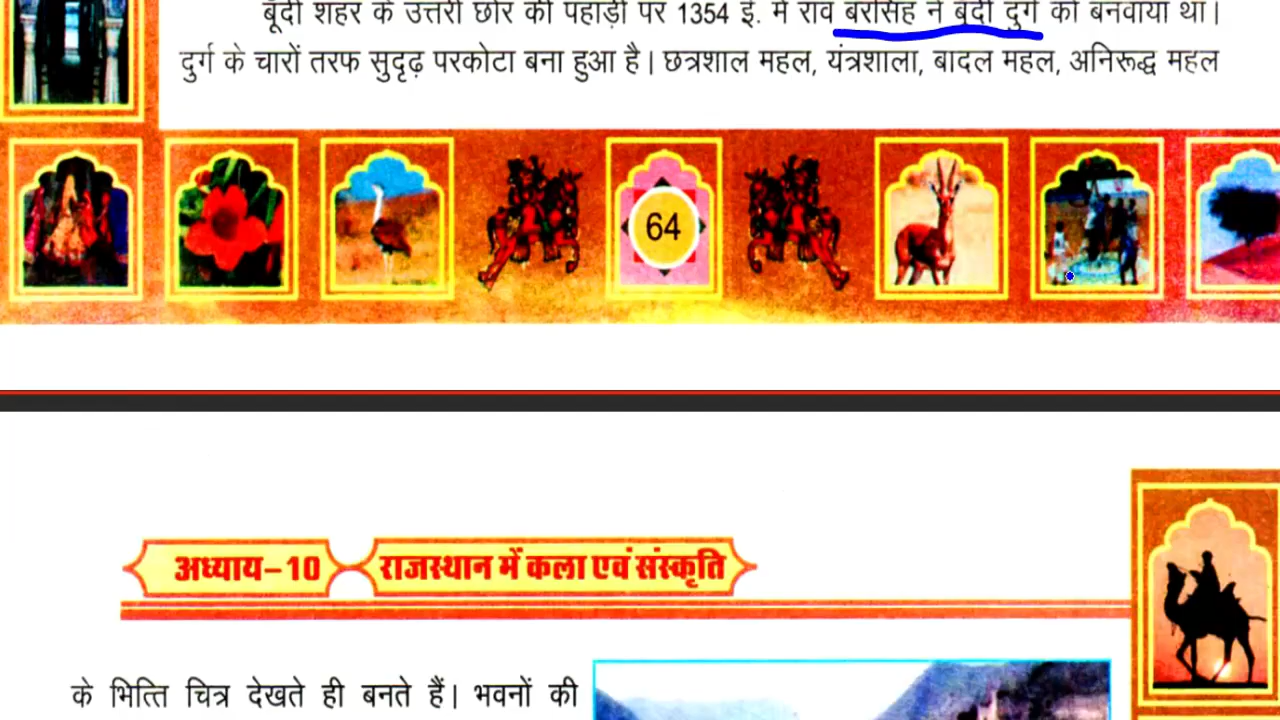 बूंदी शहर के उत्तरी छोर की पहाड़ी पर 1354 ई. में राव बरसिंह ने बूंदी दुर्ग को बनवाया था।
दुर्ग के चारों तरफ सुदृढ़ परकोटा बना हुआ है। छत्रशाल महल, यंत्रशाला, बादल महल, अनिरूद्ध महल
64
अध्याय–10 राजस्थान में कला एवं संस्कृति
के भित्ति चित्र देखते ही बनते हैं। भवनों की